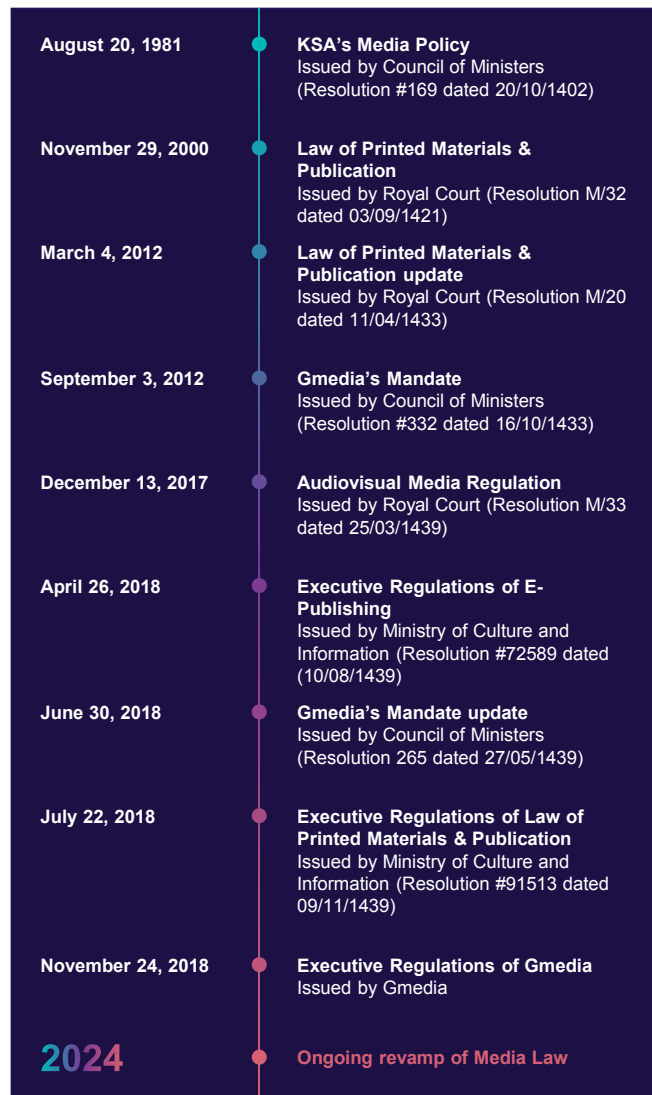 August 20, 1981
KSA's Media Policy
Issued by Council of Ministers
(Resolution #169 dated 20/10/1402)
November 29, 2000
Law of Printed Materials &
Publication
Issued by Royal Court (Resolution M/32
dated 03/09/1421)
March 4, 2012
Law of Printed Materials &
Publication update
Issued by Royal Court (Resolution M/20
dated 11/04/1433)
September 3, 2012
Gmedia's Mandate
Issued by Council of Ministers
(Resolution #332 dated 16/10/1433)
December 13, 2017
Audiovisual Media Regulation
Issued by Royal Court (Resolution M/33
dated 25/03/1439)
April 26, 2018
Executive Regulations of E-
Publishing
Issued by Ministry of Culture and
Information (Resolution #72589 dated
(10/08/1439)
June 30, 2018
Gmedia's Mandate update
Issued by Council of Ministers
(Resolution 265 dated 27/05/1439)
July 22, 2018
Executive Regulations of Law of
Printed Materials & Publication
Issued by Ministry of Culture and
Information (Resolution #91513 dated
09/11/1439)
November 24, 2018
Executive Regulations of Gmedia
Issued by Gmedia
2024
Ongoing revamp of Media Law